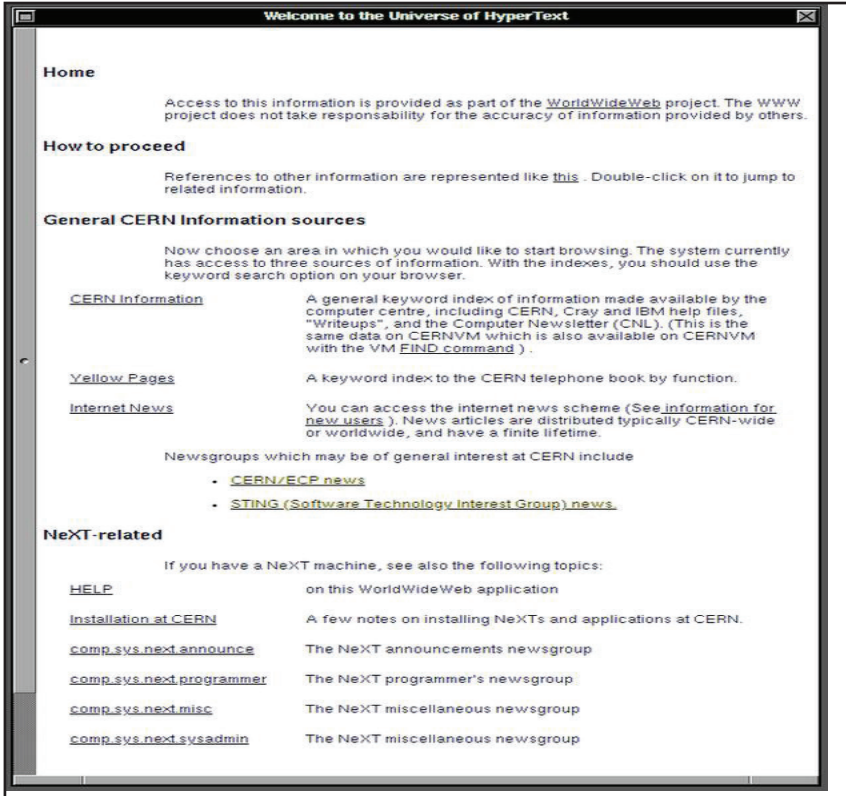 Welcome to the Universe of HyperText
Home
Access to this information is provided as part of the WorldWideWeb project. The WWW
project does not take responsability for the accuracy of information provided by others.
How to proceed
References to other information are represented like this . Double-click on it to jump to
related information.
General CERN Information sources
Now choose an area in which you would like to start browsing. The system currently
has access to three sources of information. With the indexes, you should use the
keyword search option on your browser.
CERN Information A general keyword index of information made available by the
computer centre, including CERN, Cray and IBM help files,
"Writeups", and the Computer Newsletter (CNL). (This is the
same data on CERNVM which is also available on CERNVM
with the VM FIND command ) .
Yellow Pages A keyword index to the CERN telephone book by function.
Internet News You can access the internet news scheme (See information for
new users ). News articles are distributed typically CERN-wide
or worldwide, and have a finite lifetime.
Newsgroups which may be of general interest at CERN include
• CERN/ECP news
• STING (Software Technology Interest Group) news.
NeXT-related
If you have a NeXT machine, see also the following topics:
HELP on this WorldWideWeb application
Installation at CERN A few notes on installing NeXTs and applications at CERN.
comp.sys.next.announce The NeXT announcements newsgroup
comp.sys.next.programmer The NeXT programmer's newsgroup
comp.sys.next.misc The NeXT miscellaneous newsgroup
comp.sys.next.sysadmin The NeXT miscellaneous newsgroup